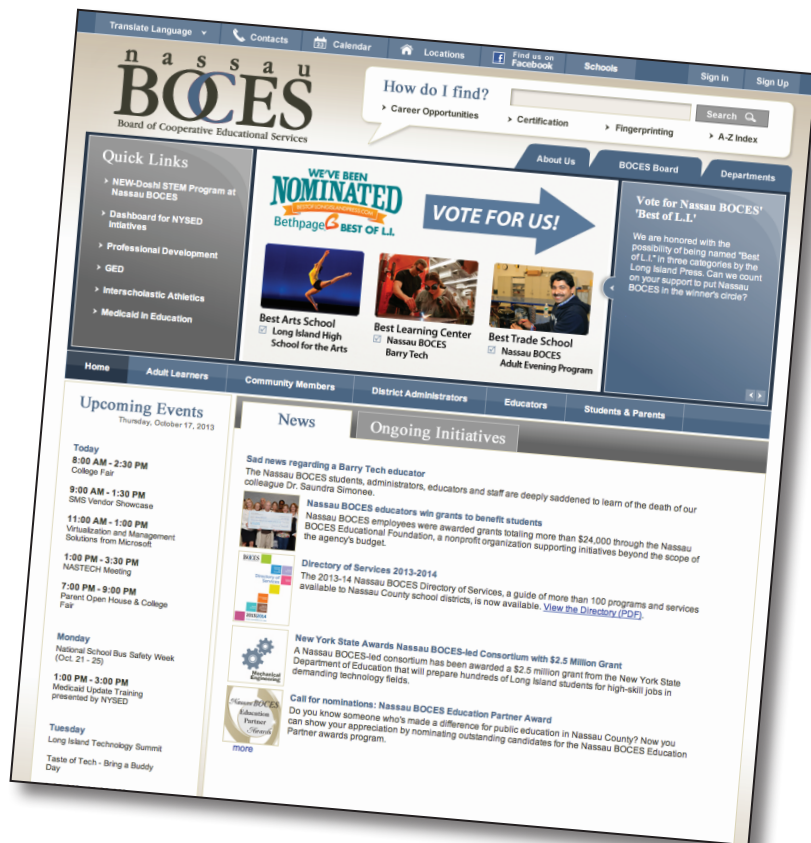 Translate Language
Contacts
Calendar
Locations
Find us on
Facebook
Schools
Sign In
Sign Up
nassau
BOCES
Board of Cooperative Educational Services
How do I find?
Search
Career Opportunities
Certification
Fingerprinting
A-Z Index
About Us
BOCES Board
Departments
Quick Links
NEW-Doshi STEM Program at
Nassau BOCES
Dashboard for NYSED
Intiatives
Professional Development
GED
Interscholastic Athletics
Medicaid In Education
WE'VE BEEN
NOMINATED
Bethpage BEST OF L.I.
VOTE FOR US!
Best Arts School
Long Island High
School for the Arts
Best Learning Center
Nassau BOCES
Barry Tech
Best Trade School
Nassau BOCES
Adult Evening Program
Vote for Nassau BOCES'
'Best of L.I.'
We are honored with the
possibility of being named "Best
of L.I." in three categories by the
Long Island Press. Can we count
on your support to put Nassau
BOCES in the winner's circle?
Home
Adult Learners
Community Members
District Administrators
Educators
Students & Parents
Upcoming Events
Thursday, October 17, 2013
Today
8:00 AM - 2:30 PM
College Fair
9:00 AM - 1:30 PM
SMS Vendor Showcase
11:00 AM - 1:00 PM
Virtualization and Management
Solutions from Microsoft
1:00 PM - 3:30 PM
NASTECH Meeting
7:00 PM - 9:00 PM
Parent Open House & College
Fair
Monday
National School Bus Safety Week
(Oct. 21 - 25)
1:00 PM - 3:00 PM
Medicaid Update Training
presented by NYSED
Tuesday
Long Island Technology Summit
Taste of Tech - Bring a Buddy
Day
News
Ongoing Initiatives
Sad news regarding a Barry Tech educator
The Nassau BOCES students, administrators, educators and staff are deeply saddened to learn of the death of our
colleague Dr. Saundra Simonee.
Nassau BOCES educators win grants to benefit students
Nassau BOCES employees were awarded grants totaling more than $24,000 through the Nassau
BOCES Educational Foundation, a nonprofit organization supporting initiatives beyond the scope of
the agency's budget.
BOCES
Directory of
Services
Directory of Services 2013-2014
The 2013-14 Nassau BOCES Directory of Services, a guide of more than 100 programs and services
available to Nassau County school districts, is now available. View the Directory (PDF).
Mechanical
Engineering
New York State Awards Nassau BOCES-led Consortium with $2.5 Million Grant
A Nassau BOCES-led consortium has been awarded a $2.5 million grant from the New York State
Department of Education that will prepare hundreds of Long Island students for high-skill jobs in
demanding technology fields.
Nassau BOCES
Education
Partner
Awards
Call for nominations: Nassau BOCES Education Partner Award
Do you know someone who's made a difference for public education in Nassau County? Now you
can show your appreciation by nominating outstanding candidates for the Nassau BOCES Education
Partner awards program.
more